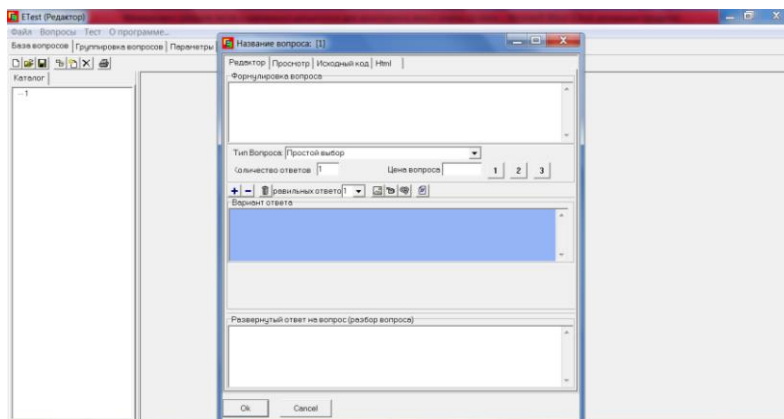 ETest (Редактор)
Файл Вопросы Тест О программе...
База вопросов Группировка вопросов Параметры
Каталог
1
Название вопроса: [1]
Редактор Просмотр Исходный код Html
Формулировка вопроса
Тип Вопроса: Простой выбор
Количество ответов 1 Цена вопроса 1 2 3
равильных ответо 1
Вариант ответа
Развернутый ответ на вопрос (разбор вопроса)
Ok Cancel